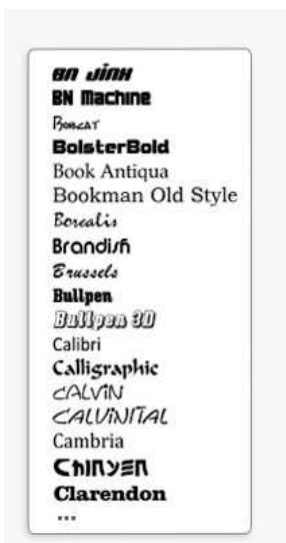 BN Jinx
BN Machine
Bobcat
BolsterBold
Book Antiqua
Bookman Old Style
Borealis
Brandish
Brussels
Bullpen
Bullpen 3D
Calibri
Calligraphic
CALViN
CALViNiTAL
Cambria
Chinyen
Clarendon
...